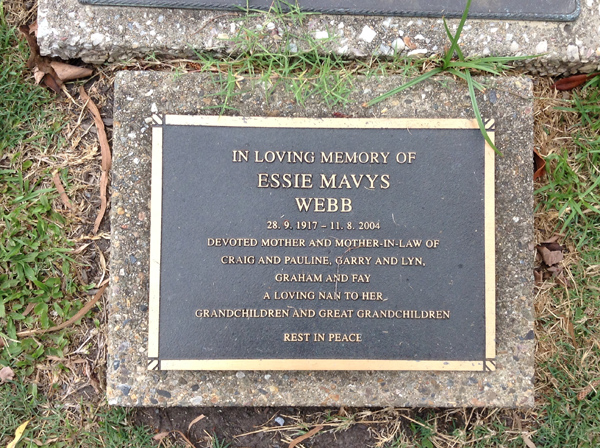 IN LOVING MEMORY OF
ESSIE MAVYS
WEBB
28. 9. 1917 – 11. 8. 2004
DEVOTED MOTHER AND MOTHER-IN-LAW OF
CRAIG AND PAULINE, GARRY AND LYN,
GRAHAM AND FAY
A LOVING NAN TO HER
GRANDCHILDREN AND GREAT GRANDCHILDREN
REST IN PEACE